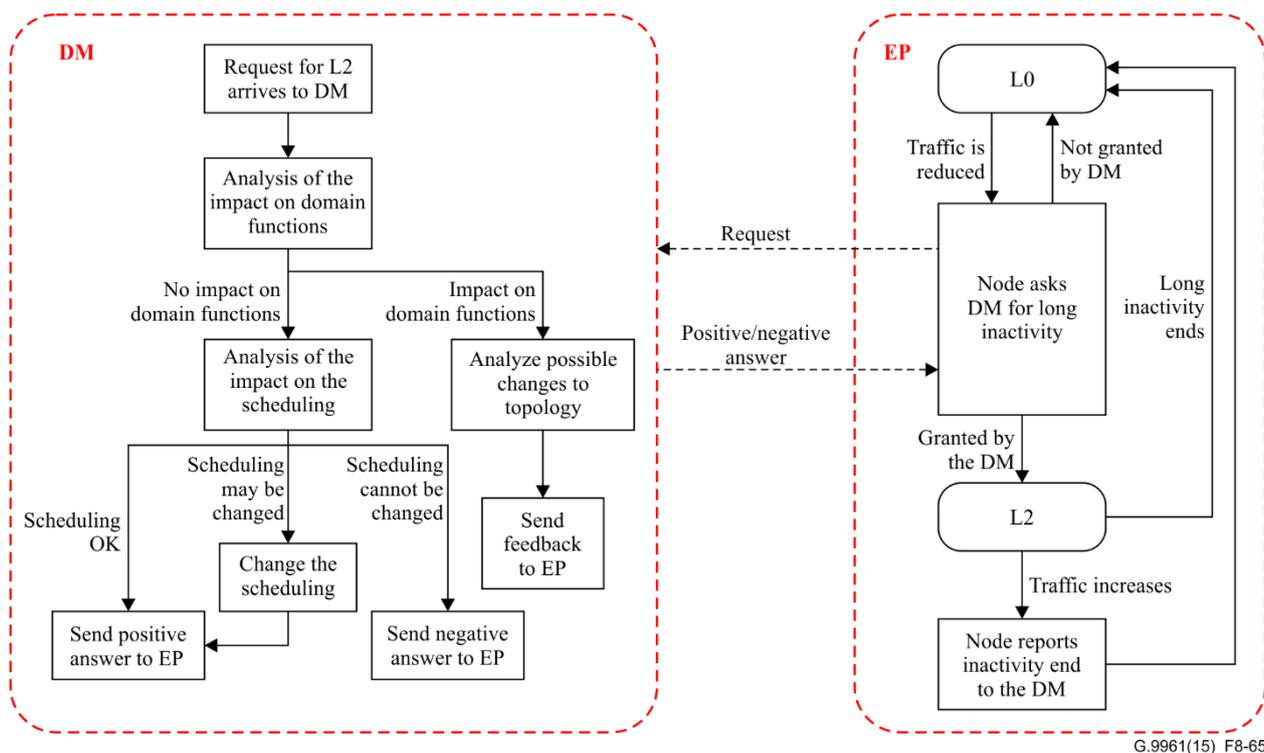 DM
Request for L2
arrives to DM
Analysis of the
impact on domain
functions
No impact on
domain functions
Impact on
domain functions
Analysis of the
impact on the
scheduling
Analyze possible
changes to
topology
Scheduling
OK
Scheduling
may be
changed
Scheduling
cannot be
changed
Change the
scheduling
Send
feedback
to EP
Send positive
answer to EP
Send negative
answer to EP
Request
Positive/negative
answer
EP
L0
Traffic is
reduced
Not granted
by DM
Node asks
DM for long
inactivity
Long
inactivity
ends
Granted by
the DM
L2
Traffic increases
Node reports
inactivity end
to the DM
G.9961(15)_F8-65